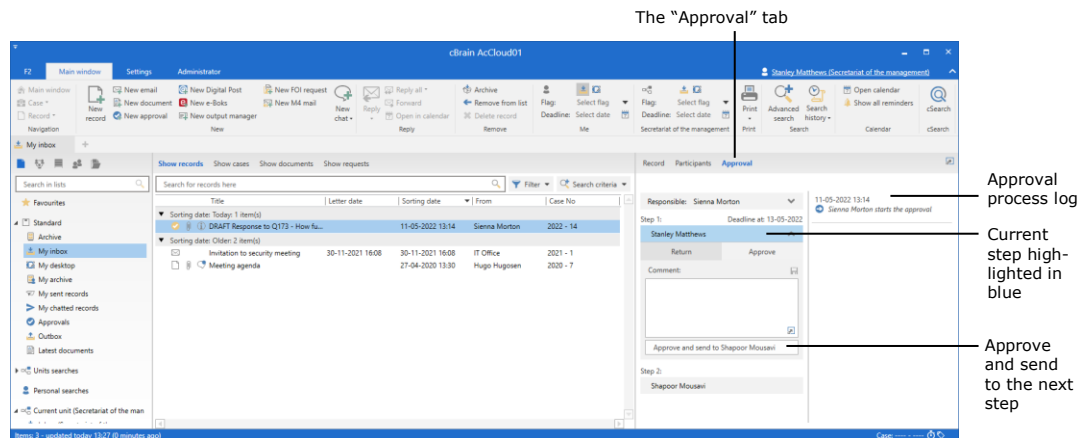 The “Approval” tab
cBrain AcCloud01
F2 Main window Settings Administrator
Stanley Matthews (Secretariat of the management)
Main window
Case
Record
Navigation
New record
New email
New document
New approval
New Digital Post
New e-Boks
New output manager
New FOI request
New M4 mail
New
New chat
Reply
Reply all
Forward
Open in calendar
Reply
Archive
Remove from list
Delete record
Remove
Flag: Select flag
Deadline: Select date
Me
Flag: Select flag
Deadline: Select date
Secretariat of the management
Print
Print
Advanced search
Search history
Search
Open calendar
Show all reminders
Calendar
cSearch
cSearch
My inbox
Search in lists
Favourites
Standard
Archive
My inbox
My desktop
My archive
My sent records
My chatted records
Approvals
Outbox
Latest documents
Units searches
Personal searches
Current unit (Secretariat of the man
Show records Show cases Show documents Show requests
Search for records here
Filter Search criteria
Title Letter date Sorting date From Case No
Sorting date: Today: 1 item(s)
DRAFT Response to Q173 - How fu... 11-05-2022 13:14 Sienna Morton 2022 - 14
Sorting date: Older: 2 item(s)
Invitation to security meeting 30-11-2021 16:08 30-11-2021 16:08 IT Office 2021 - 1
Meeting agenda 27-04-2020 13:30 Hugo Hugosen 2020 - 7
Record Participants Approval
Responsible: Sienna Morton
Step 1: Deadline at: 13-05-2022
Stanley Matthews
Return Approve
Comment:
Approve and send to Shapoor Mousavi
Step 2:
Shapoor Mousavi
11-05-2022 13:14
Sienna Morton starts the approval
Approval
process log
Current
step high-
lighted in
blue
Approve
and send
to the next
step
Items: 3 - updated today 13:27 (0 minutes ago)
Case: ---- - ----